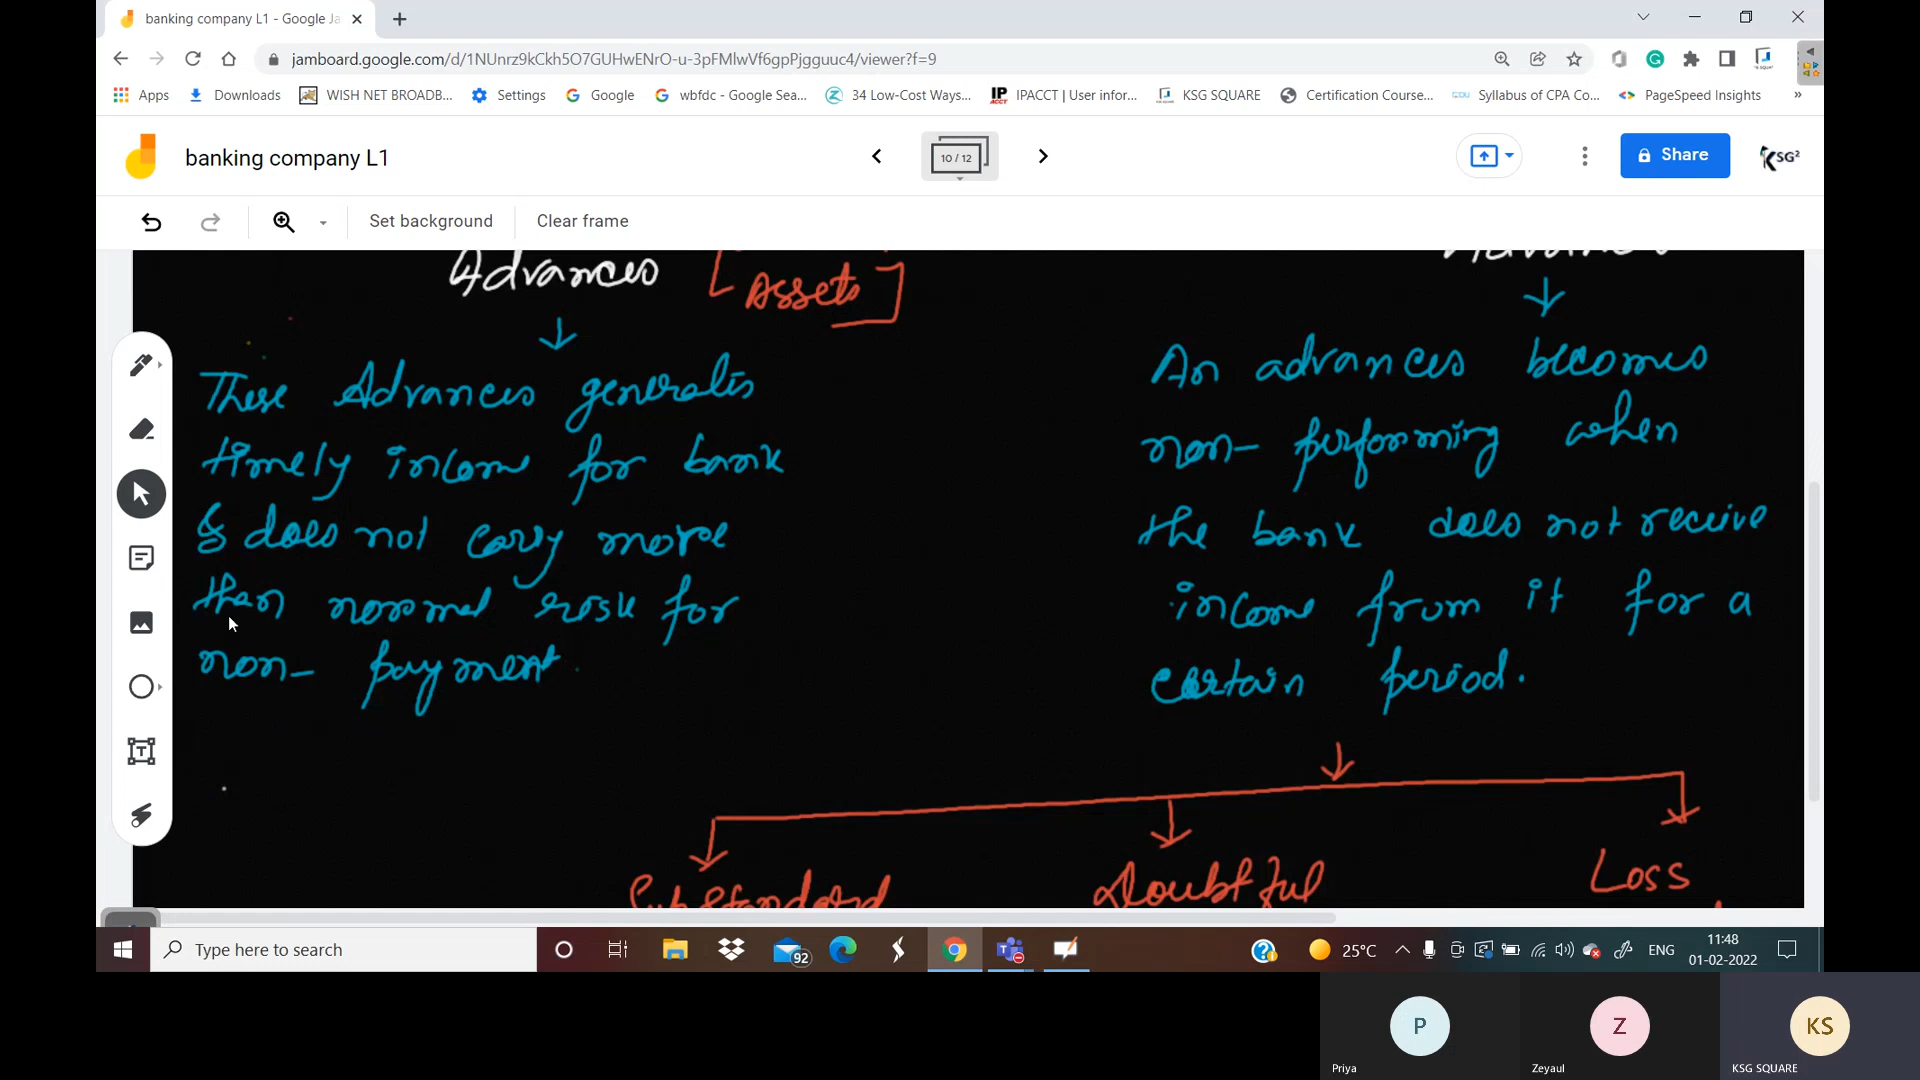 banking company L1 - Google Ja
jamboard.google.com/d/1NUnrz9kCkh5O7GUHwENrO-u-3pFMlwVf6gpPjgguuc4/viewer?f=9
Apps Downloads WISH NET BROADB... Settings Google wbfdc - Google Sea... 34 Low-Cost Ways... IPACCT | User infor... KSG SQUARE Certification Course... Syllabus of CPA Co... PageSpeed Insights »
banking company L1
10 / 12
Share
KSG²
Set background Clear frame
Advances [Assets]
These Advances generates
timely income for bank
& does not carry more
than normal risk for
non- payment
An advances becomes
non- performing when
the bank does not receive
income from it for a
certain period.
Substandard Doubtful Loss
Type here to search
92
25°C
ENG
11:48
01-02-2022
P Z KS
Priya Zeyaul KSG SQUARE